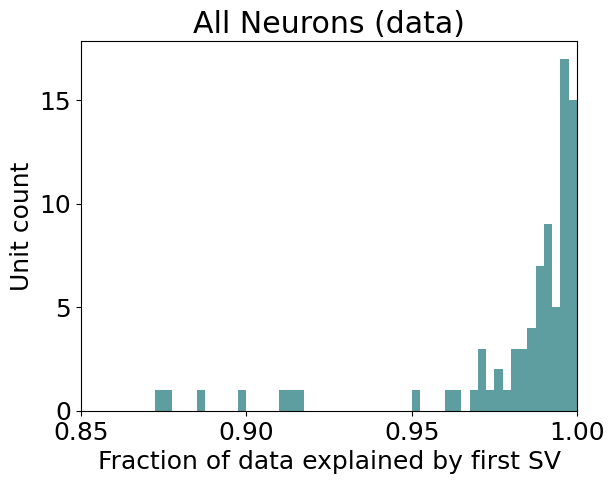 All Neurons (data)
Unit count
15
10
5
0
0.85
0.90
0.95
1.00
Fraction of data explained by first SV